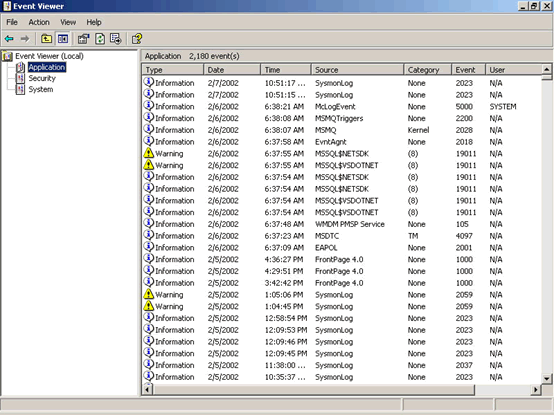 Event Viewer
File Action View Help
Event Viewer (Local)
Application
Security
System
Application 2,180 event(s)
Type Date Time Source Category Event User
Information 2/7/2002 10:51:17 ... SysmonLog None 2023 N/A
Information 2/7/2002 10:51:15 ... SysmonLog None 2023 N/A
Information 2/6/2002 6:38:21 AM McLogEvent None 5000 SYSTEM
Information 2/6/2002 6:38:08 AM MSMQTriggers None 2200 N/A
Information 2/6/2002 6:38:07 AM MSMQ Kernel 2028 N/A
Information 2/6/2002 6:37:58 AM EvntAgnt None 2018 N/A
Warning 2/6/2002 6:37:55 AM MSSQL$NETSDK (8) 19011 N/A
Warning 2/6/2002 6:37:55 AM MSSQL$VSDOTNET (8) 19011 N/A
Information 2/6/2002 6:37:54 AM MSSQL$NETSDK (8) 19011 N/A
Information 2/6/2002 6:37:54 AM MSSQL$NETSDK (8) 19011 N/A
Information 2/6/2002 6:37:54 AM MSSQL$VSDOTNET (8) 19011 N/A
Information 2/6/2002 6:37:54 AM MSSQL$VSDOTNET (8) 19011 N/A
Information 2/6/2002 6:37:48 AM WMDM PMSP Service None 105 N/A
Information 2/6/2002 6:37:23 AM MSDTC TM 4097 N/A
Information 2/6/2002 6:37:09 AM EAPOL None 2001 N/A
Information 2/5/2002 4:36:27 PM FrontPage 4.0 None 1000 N/A
Information 2/5/2002 4:29:51 PM FrontPage 4.0 None 1000 N/A
Information 2/5/2002 3:42:42 PM FrontPage 4.0 None 1000 N/A
Warning 2/5/2002 1:05:06 PM SysmonLog None 2059 N/A
Warning 2/5/2002 1:04:45 PM SysmonLog None 2059 N/A
Information 2/5/2002 12:58:54 PM SysmonLog None 2023 N/A
Information 2/5/2002 12:09:53 PM SysmonLog None 2023 N/A
Information 2/5/2002 12:09:46 PM SysmonLog None 2023 N/A
Information 2/5/2002 12:09:45 PM SysmonLog None 2023 N/A
Information 2/5/2002 11:38:00 ... SysmonLog None 2037 N/A
Information 2/5/2002 10:35:37 ... SysmonLog None 2023 N/A